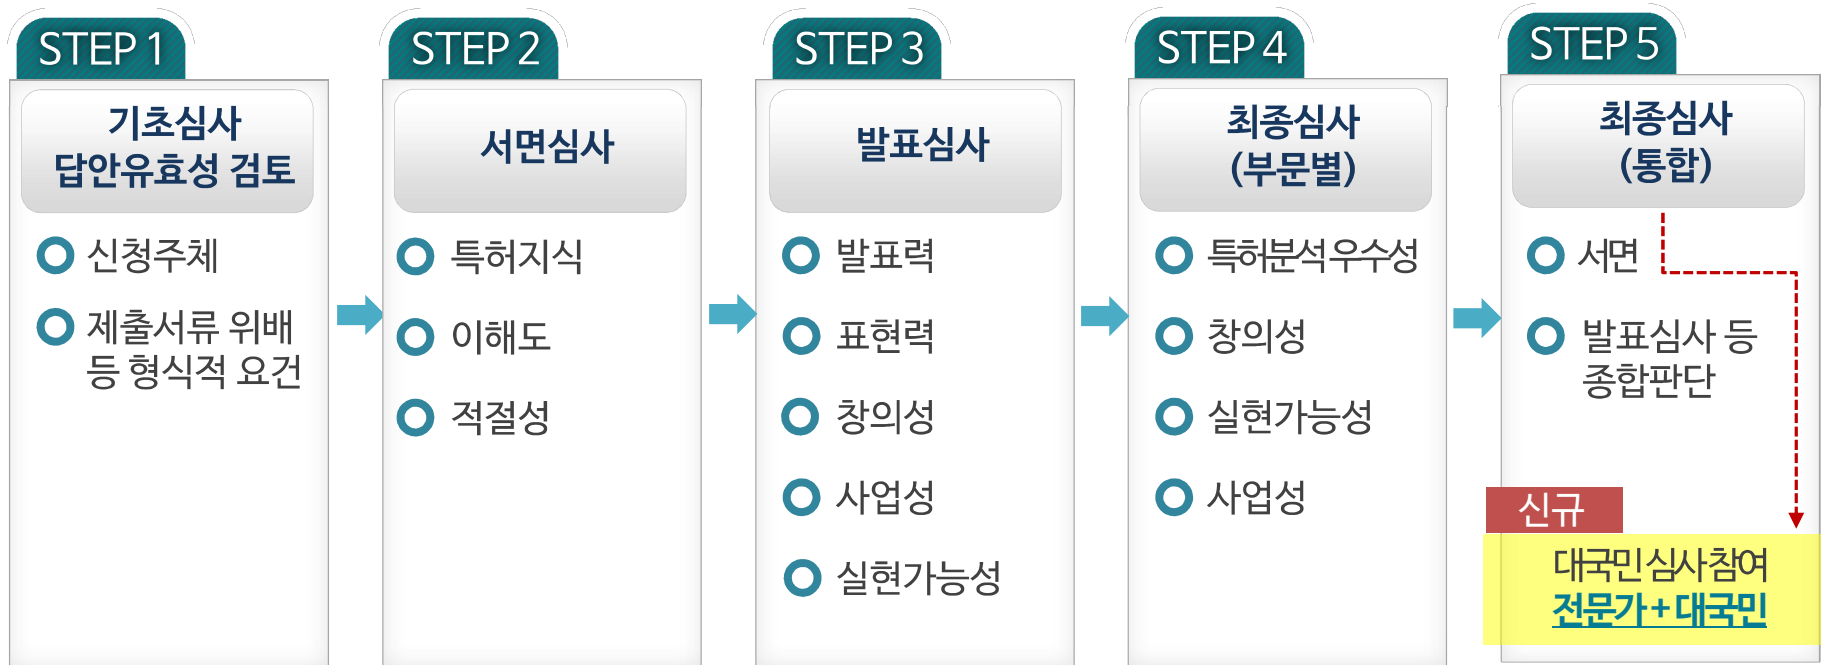 STEP 1
기초심사
답안유효성 검토
신청주체
제출서류 위배
등 형식적 요건
STEP 2
서면심사
특허지식
이해도
적절성
STEP 3
발표심사
발표력
표현력
창의성
사업성
실현가능성
STEP 4
최종심사
(부문별)
특허분석 우수성
창의성
실현가능성
사업성
STEP 5
최종심사
(통합)
서면
발표심사 등
종합판단
신규
대국민 심사 참여
전문가 + 대국민